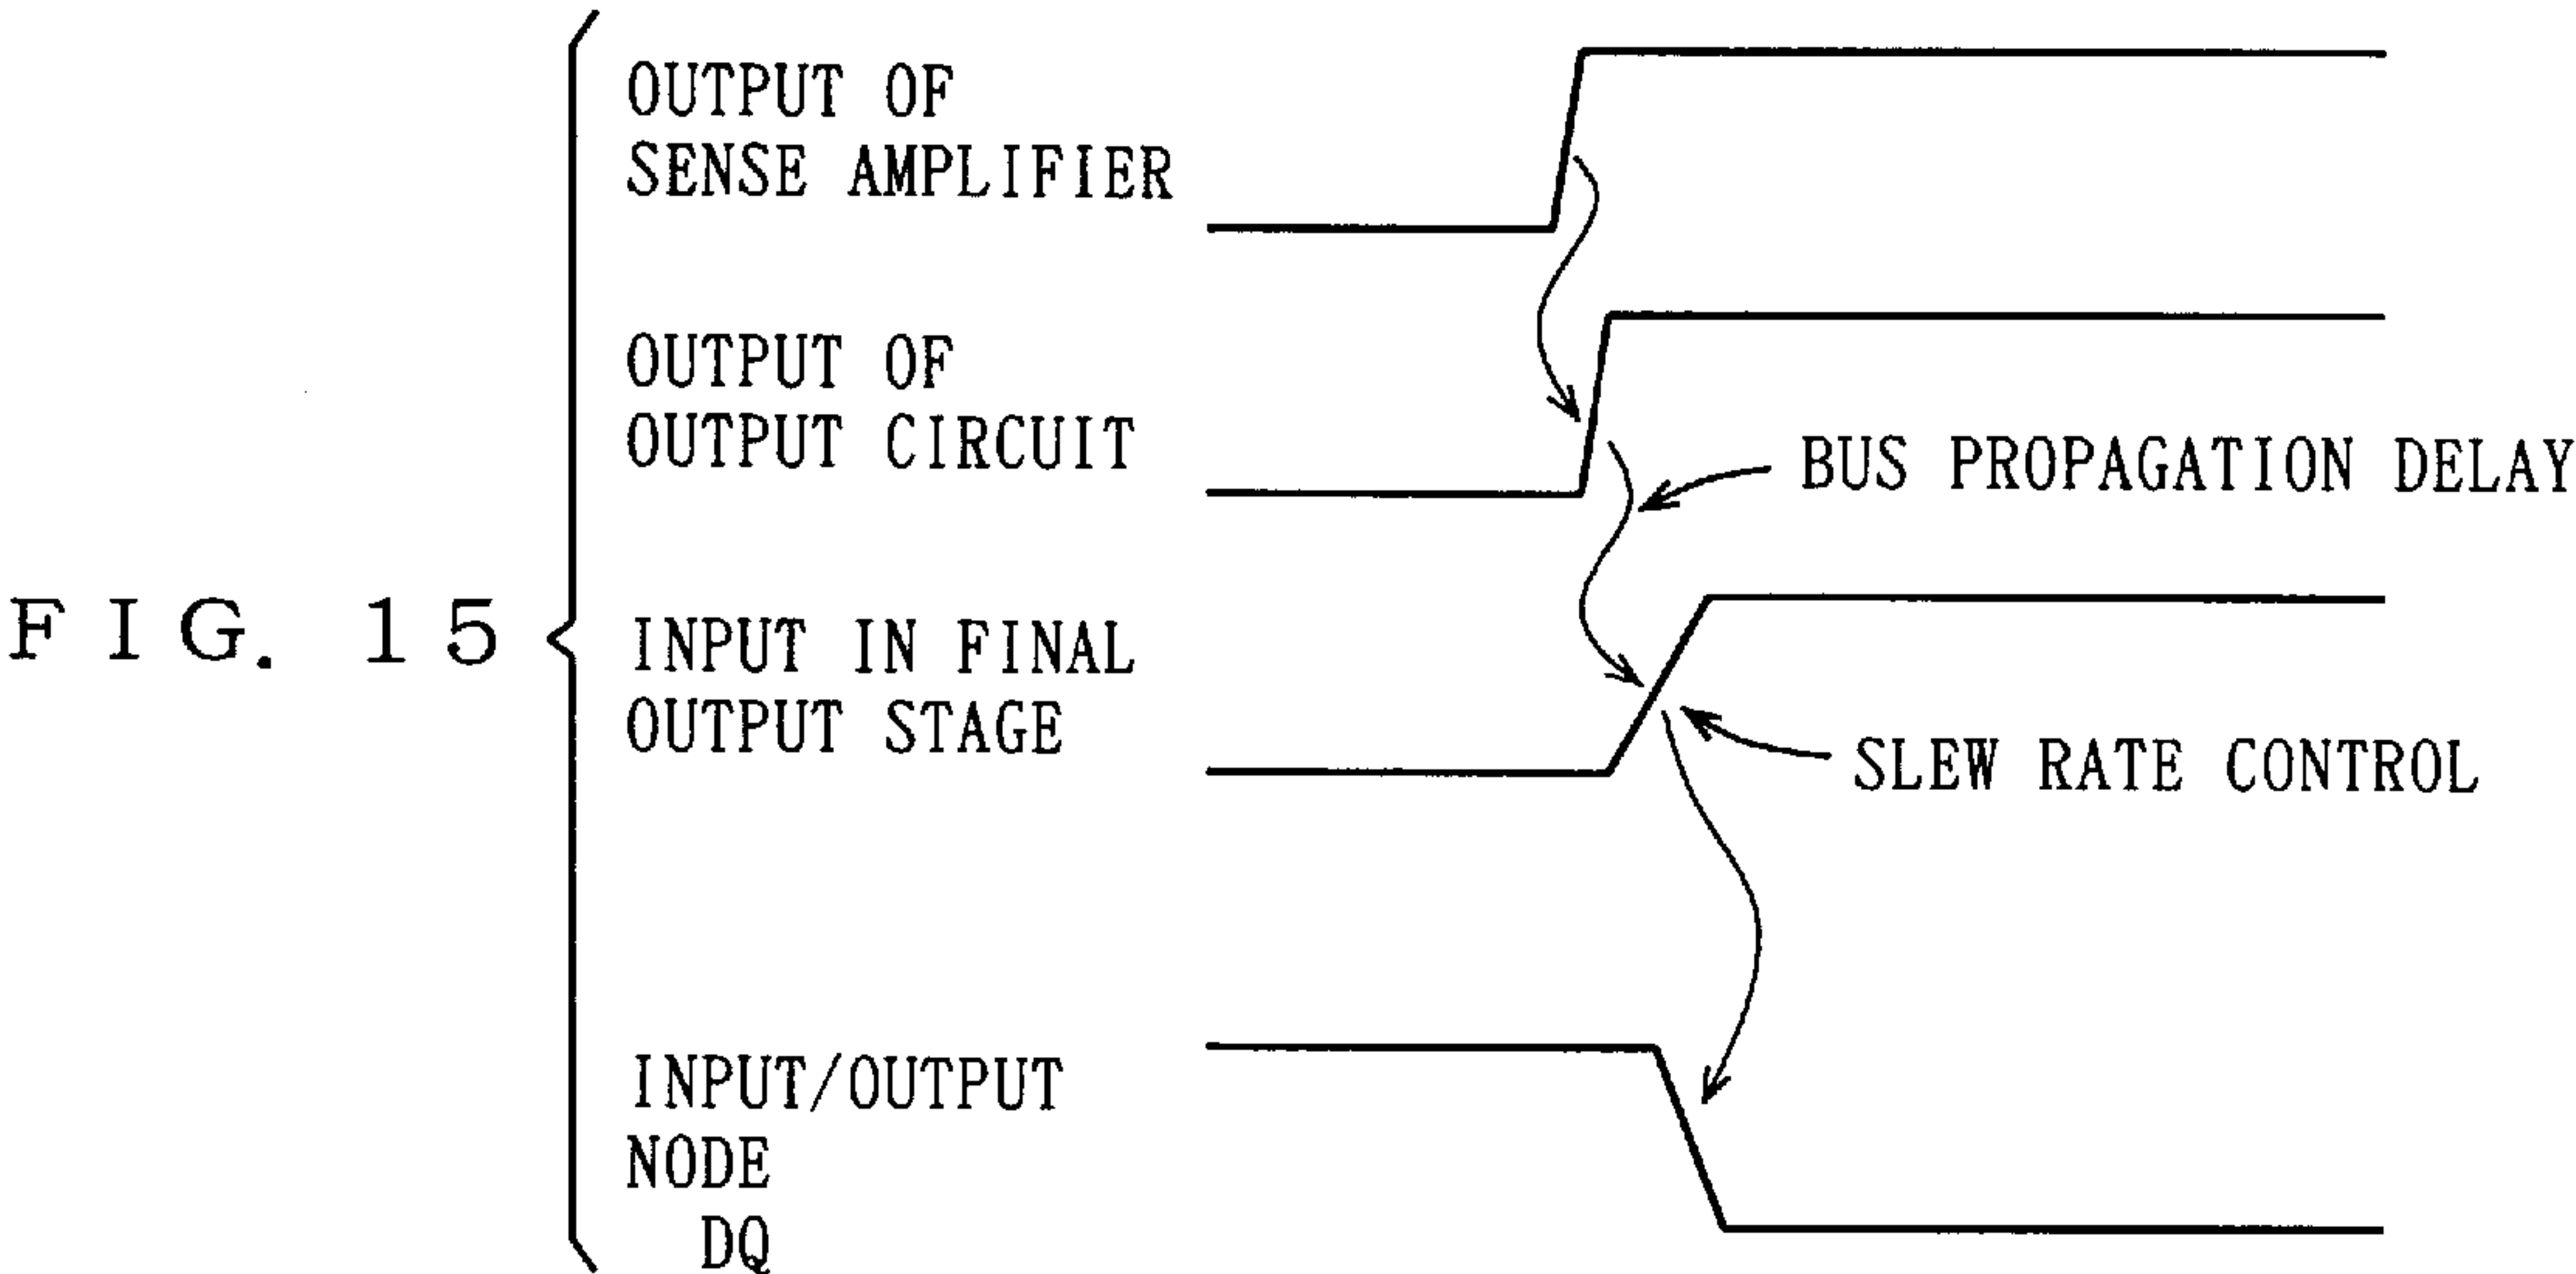 FIG. 15
OUTPUT OF
SENSE AMPLIFIER
OUTPUT OF
OUTPUT CIRCUIT
BUS PROPAGATION DELAY
INPUT IN FINAL
OUTPUT STAGE
SLEW RATE CONTROL
INPUT/OUTPUT
NODE
DQ